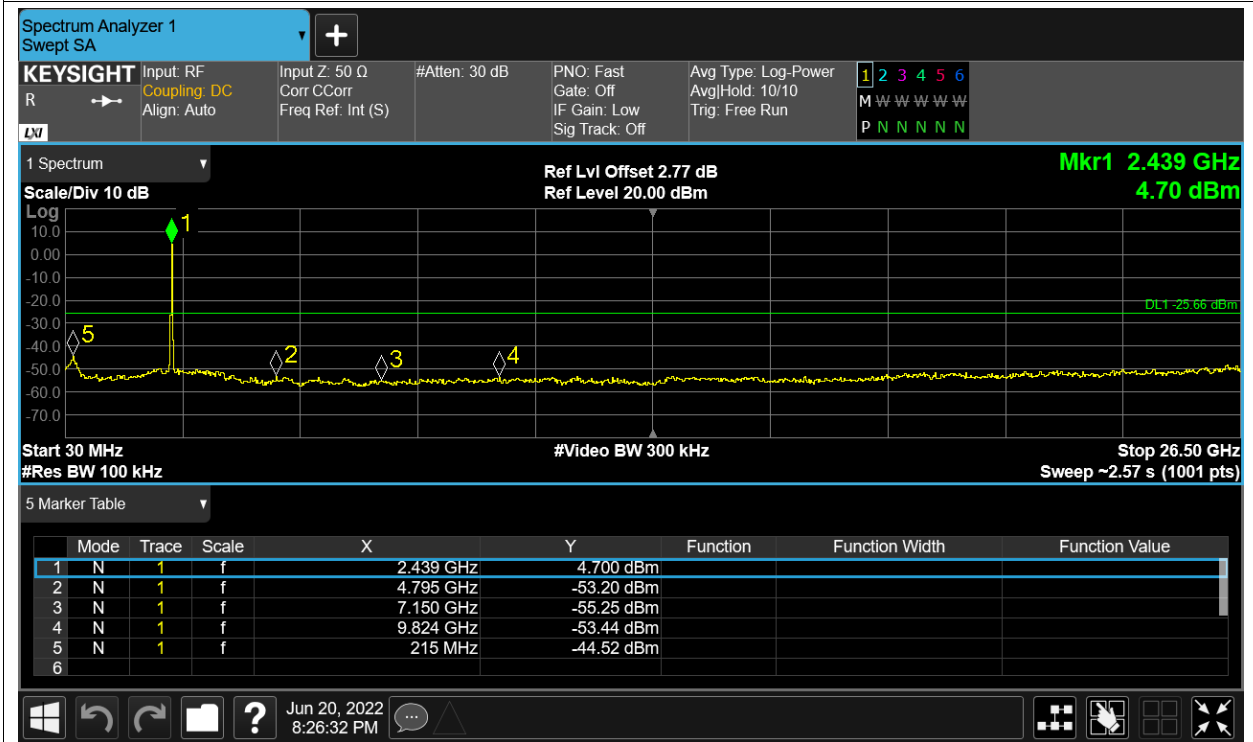 Spectrum Analyzer 1
Swept SA
+
KEYSIGHT
R
LXI
Input: RF
Coupling: DC
Align: Auto
Input Z: 50 Ω
Corr CCorr
Freq Ref: Int (S)
#Atten: 30 dB
PNO: Fast
Gate: Off
IF Gain: Low
Sig Track: Off
Avg Type: Log-Power
Avg|Hold: 10/10
Trig: Free Run
1 2 3 4 5 6
M W W W W W
P N N N N N
1 Spectrum
Scale/Div 10 dB
Ref Lvl Offset 2.77 dB
Ref Level 20.00 dBm
Mkr1 2.439 GHz
4.70 dBm
Log
10.0
0.00
-10.0
-20.0
-30.0
-40.0
-50.0
-60.0
-70.0
1
DL1 -25.66 dBm
5
2
3
4
Start 30 MHz
#Video BW 300 kHz
Stop 26.50 GHz
#Res BW 100 kHz
Sweep ~2.57 s (1001 pts)
5 Marker Table
Mode Trace Scale X Y Function Function Width Function Value
1 N 1 f 2.439 GHz 4.700 dBm
2 N 1 f 4.795 GHz -53.20 dBm
3 N 1 f 7.150 GHz -55.25 dBm
4 N 1 f 9.824 GHz -53.44 dBm
5 N 1 f 215 MHz -44.52 dBm
6
?
Jun 20, 2022
8:26:32 PM